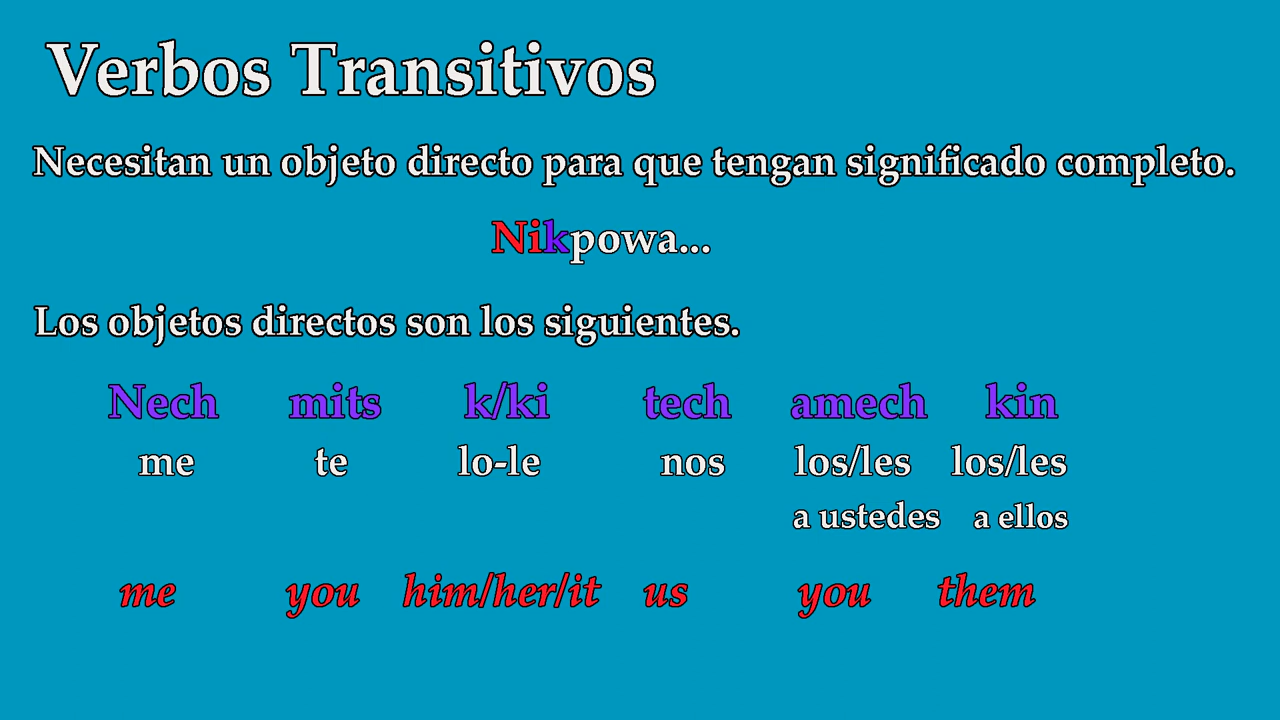 Verbos Transitivos
Necesitan un objeto directo para que tengan significado completo.
Nikpowa...
Los objetos directos son los siguientes.
Nech mits k/ki tech amech kin
me te lo-le nos los/les los/les
a ustedes a ellos
me you him/her/it us you them